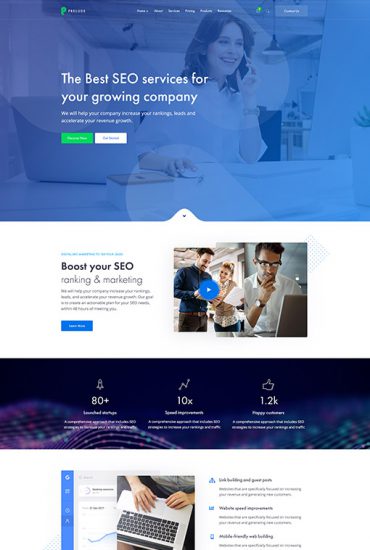 PRELUDE
Home
About
Services
Pricing
Products
Resources
Contact Us
The Best SEO services for
your growing company
We will help your company increase your rankings, leads and
accelerate your revenue growth.
Discover Now
Get Started
Boost your SEO
ranking & marketing
We will help your company increase your rankings,
leads, and accelerate your revenue growth. Our goal
is to create an actionable plan for your SEO needs,
within 48 hours of meeting you.
Learn More
80+
Launched startups
A comprehensive approach that includes SEO
strategies to increase your rankings and traffic
10x
Speed improvements
A comprehensive approach that includes SEO
strategies to increase your rankings and traffic
1.2k
Happy customers
A comprehensive approach that includes SEO
strategies to increase your rankings and traffic.
Link building and guest posts
Websites that are specifically focused on increasing
your revenue and generating new customers.
Website speed improvements
Websites that are specifically focused on increasing
your revenue and generating new customers.
Mobile-friendly web building
Websites that are specifically focused on increasing
your revenue and generating new customers.